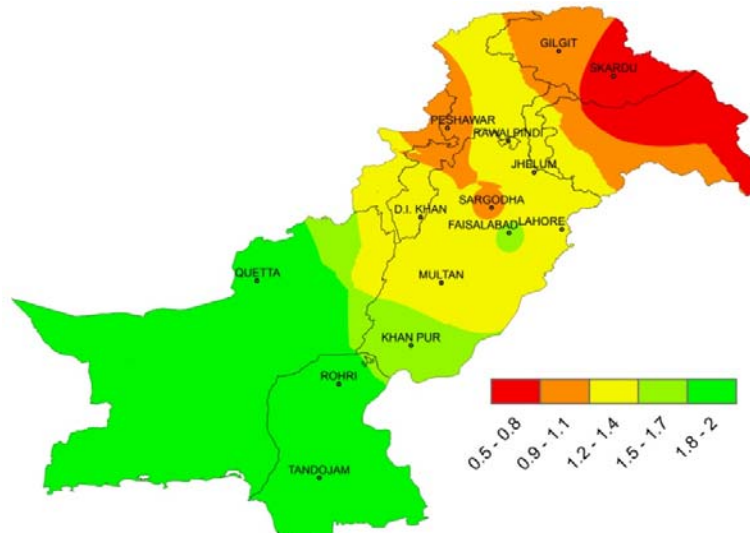 GILGIT
SKARDU
PESHAWAR
RAWALPINDI
JHELUM
SARGODHA
D.I. KHAN
FAISALABAD
LAHORE
QUETTA
MULTAN
KHAN PUR
ROHRI
TANDOJAM
0.5 - 0.8
0.9 - 1.1
1.2 - 1.4
1.5 - 1.7
1.8 - 2